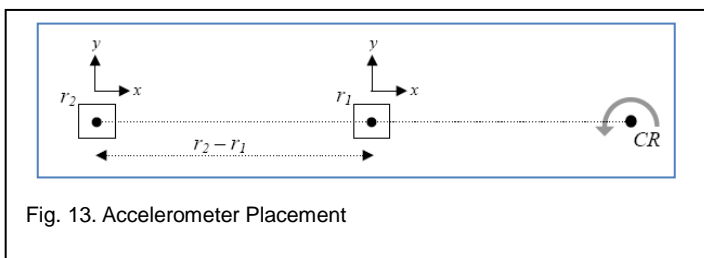 y y
x x
r2 r1
r2 – r1 CR
Fig. 13. Accelerometer Placement